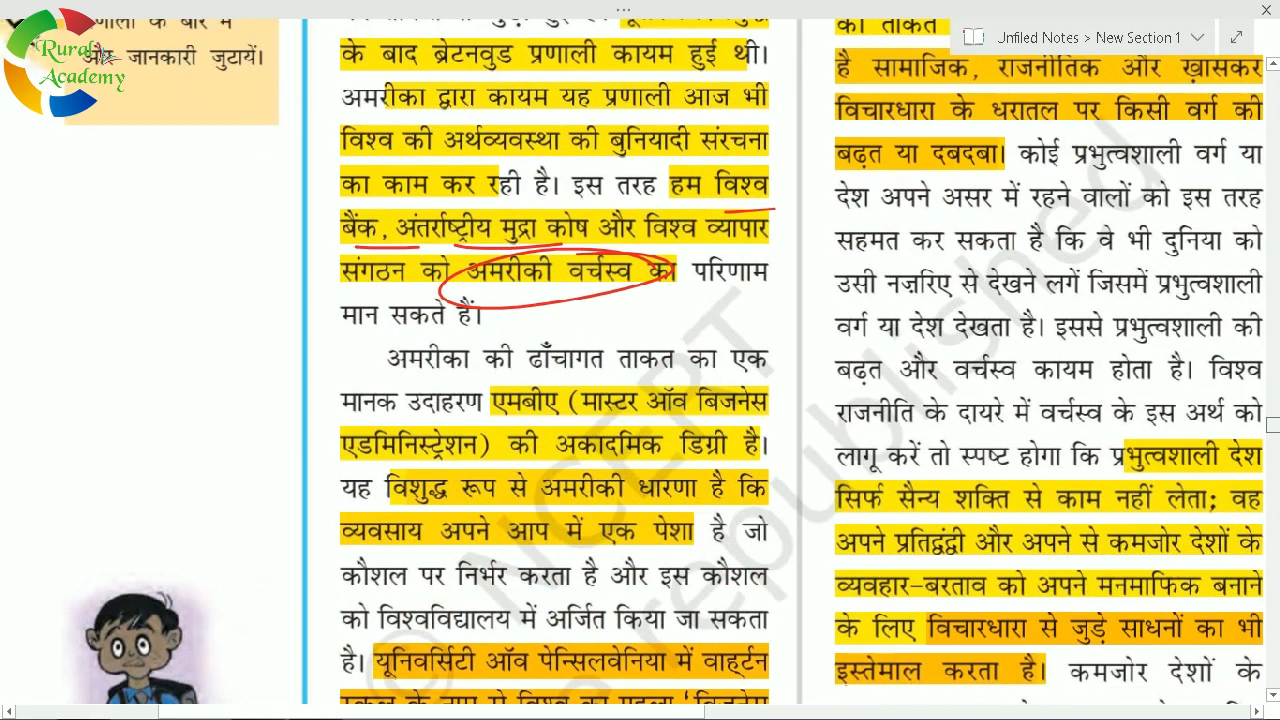 और जानकारी जुटायें।
Rural
Academy
के बाद ब्रेटनवुड प्रणाली कायम हुई थी।
अमरीका द्वारा कायम यह प्रणाली आज भी
विश्व की अर्थव्यवस्था की बुनियादी संरचना
का काम कर रही है। इस तरह हम विश्व
बैंक, अंतर्राष्ट्रीय मुद्रा कोष और विश्व व्यापार
संगठन को अमरीकी वर्चस्व का परिणाम
मान सकते हैं।
अमरीका की ढाँचागत ताकत का एक
मानक उदाहरण एमबीए (मास्टर ऑव बिजनेस
एडमिनिस्ट्रेशन) की अकादमिक डिग्री है।
यह विशुद्ध रूप से अमरीकी धारणा है कि
व्यवसाय अपने आप में एक पेशा है जो
कौशल पर निर्भर करता है और इस कौशल
को विश्वविद्यालय में अर्जित किया जा सकता
है। यूनिवर्सिटी ऑव पेन्सिलवेनिया में वाह्र्टन
स्कूल के नाम से विश्व का पहला 'बिजनेस
की ताकत
है सामाजिक, राजनीतिक और ख़ासकर
विचारधारा के धरातल पर किसी वर्ग की
बढ़त या दबदबा। कोई प्रभुत्वशाली वर्ग या
देश अपने असर में रहने वालों को इस तरह
सहमत कर सकता है कि वे भी दुनिया को
उसी नज़रिए से देखने लगें जिसमें प्रभुत्वशाली
वर्ग या देश देखता है। इससे प्रभुत्वशाली की
बढ़त और वर्चस्व कायम होता है। विश्व
राजनीति के दायरे में वर्चस्व के इस अर्थ को
लागू करें तो स्पष्ट होगा कि प्रभुत्वशाली देश
सिर्फ सैन्य शक्ति से काम नहीं लेता; वह
अपने प्रतिद्वंद्वी और अपने से कमजोर देशों के
व्यवहार-बरताव को अपने मनमाफिक बनाने
के लिए विचारधारा से जुड़े साधनों का भी
इस्तेमाल करता है। कमजोर देशों के
Unfiled Notes > New Section 1
© NCERT
republished